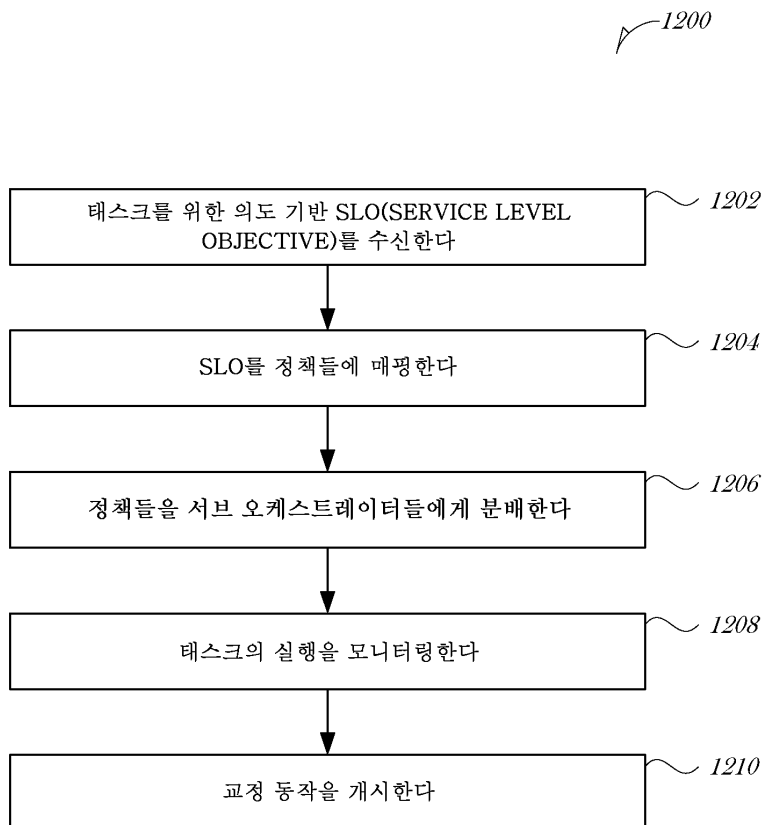 1200
태스크를 위한 의도 기반 SLO(SERVICE LEVEL
OBJECTIVE)를 수신한다
1202
SLO를 정책들에 매핑한다
1204
정책들을 서브 오케스트레이터들에게 분배한다
1206
태스크의 실행을 모니터링한다
1208
교정 동작을 개시한다
1210